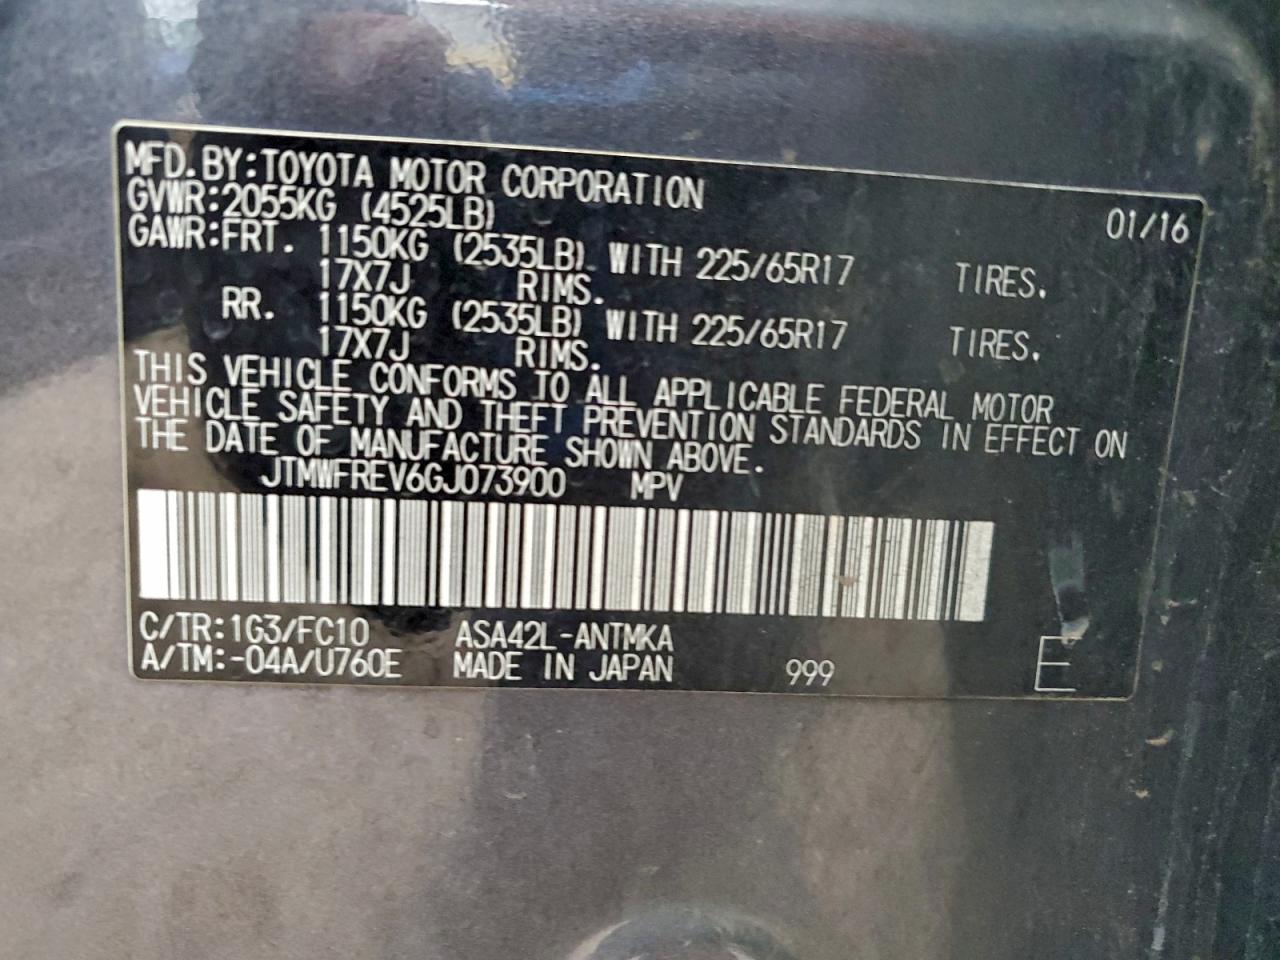 MFD.BY:TOYOTA MOTOR CORPORATION 01/16
GVWR:2055KG (4525LB)
GAWR:FRT. 1150KG (2535LB) WITH 225/65R17 TIRES.
17X7J RIMS.
RR. 1150KG (2535LB) WITH 225/65R17 TIRES.
17X7J RIMS.
THIS VEHICLE CONFORMS TO ALL APPLICABLE FEDERAL MOTOR
VEHICLE SAFETY AND THEFT PREVENTION STANDARDS IN EFFECT ON
THE DATE OF MANUFACTURE SHOWN ABOVE.
JTMWFREV6GJ073900 MPV
C/TR:1G3/FC10 ASA42L-ANTMKA
A/TM:-04A/U760E MADE IN JAPAN 999 E